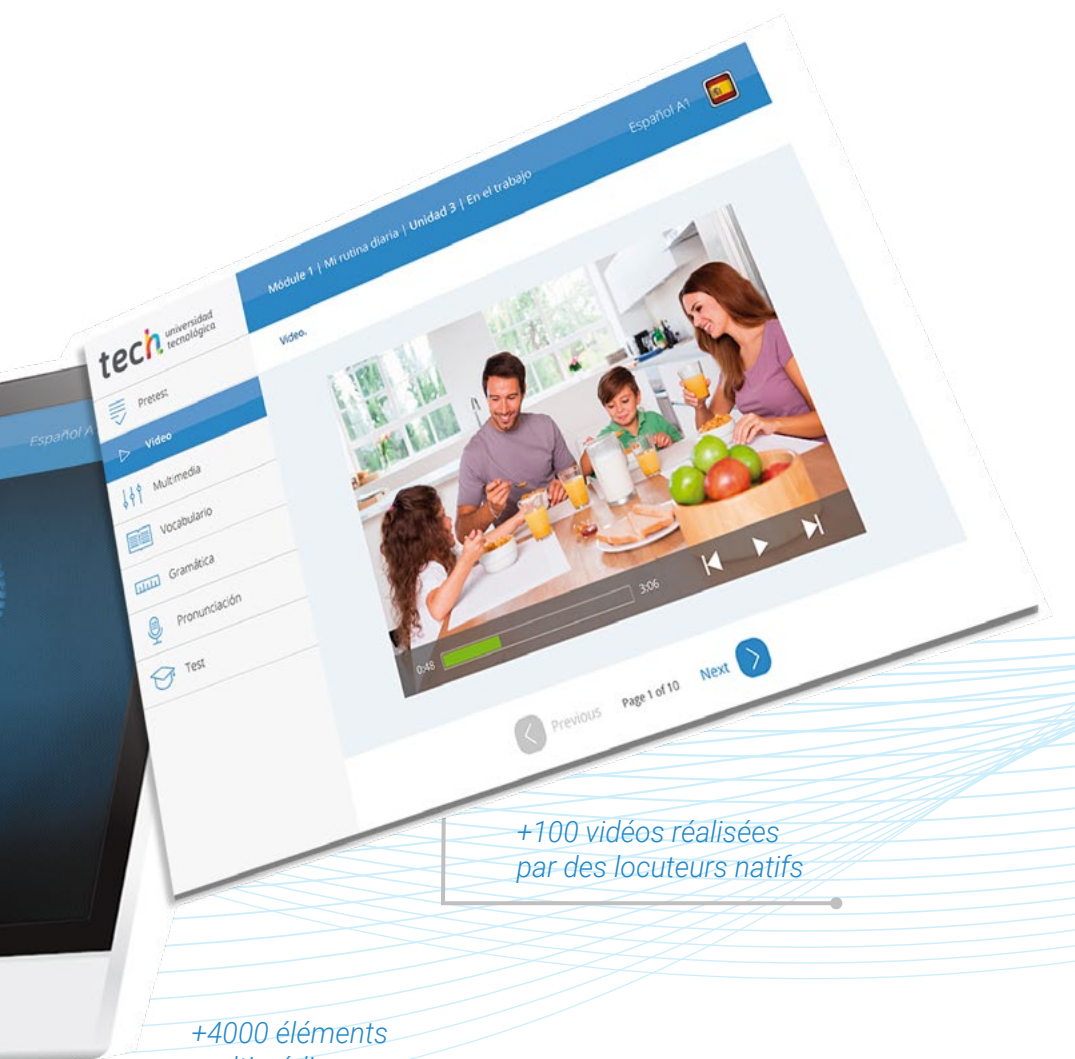 Español A1
Módule 1 | Mi rutina diaria | Unidad 3 | En el trabajo
tech universidad
tecnológica
Video.
Pretest
Video
Multimedia
Vocabulario
Gramática
Pronunciación
Test
0:48
3:06
Previous
Page 1 of 10
Next
Español
+100 vidéos réalisées
par des locuteurs natifs
+4000 éléments